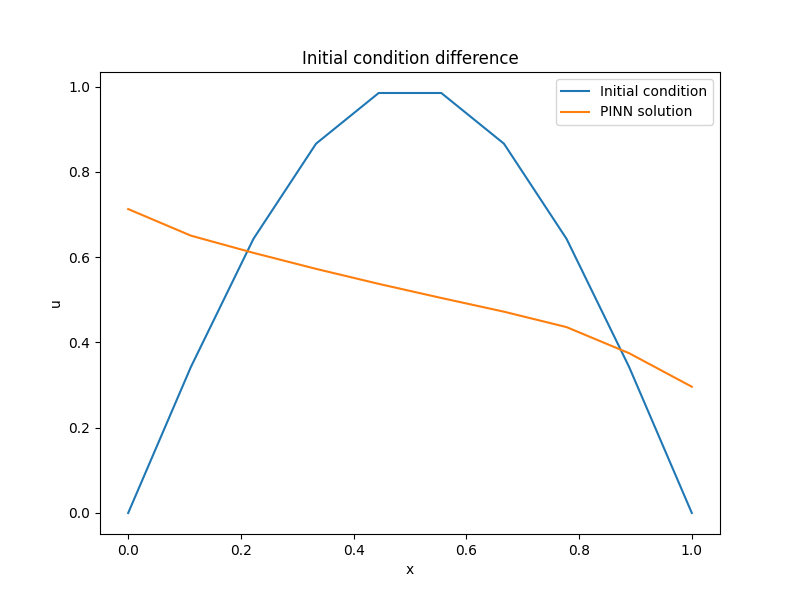 Initial condition difference
Initial condition
PINN solution
1.0
0.8
0.6
0.4
0.2
0.0
u
0.0 0.2 0.4 0.6 0.8 1.0
x